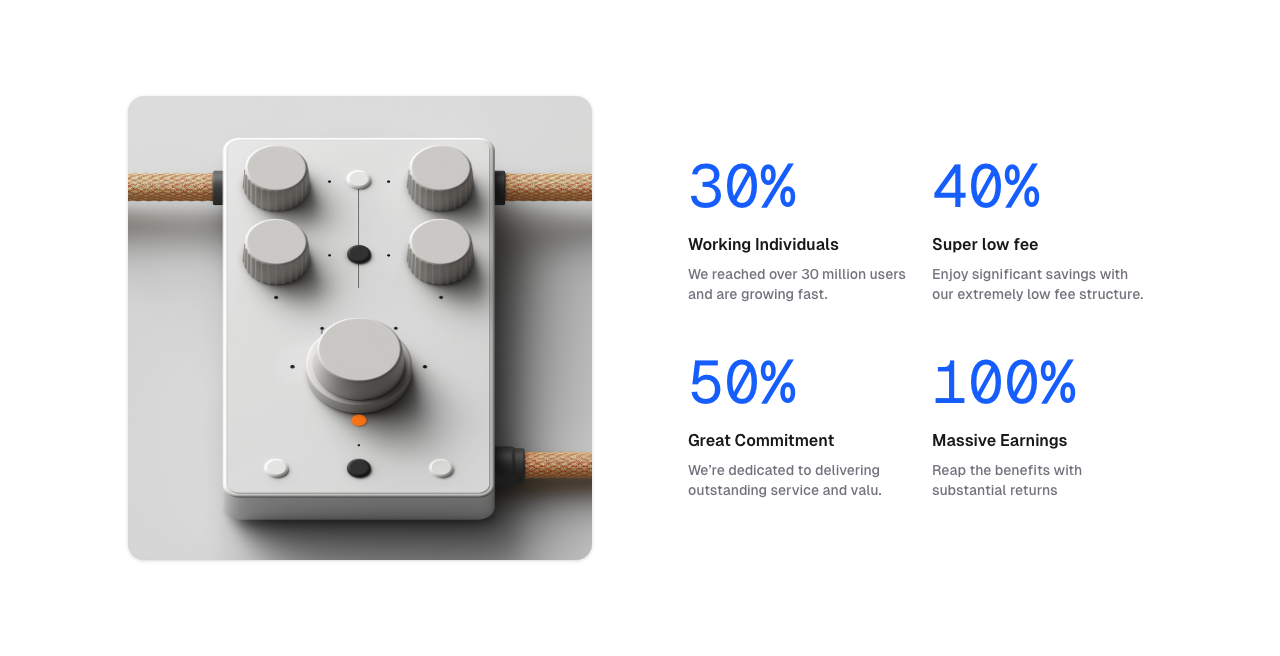 30%
Working Individuals
We reached over 30 million users
and are growing fast.
40%
Super low fee
Enjoy significant savings with
our extremely low fee structure.
50%
Great Commitment
We’re dedicated to delivering
outstanding service and valu.
100%
Massive Earnings
Reap the benefits with
substantial returns